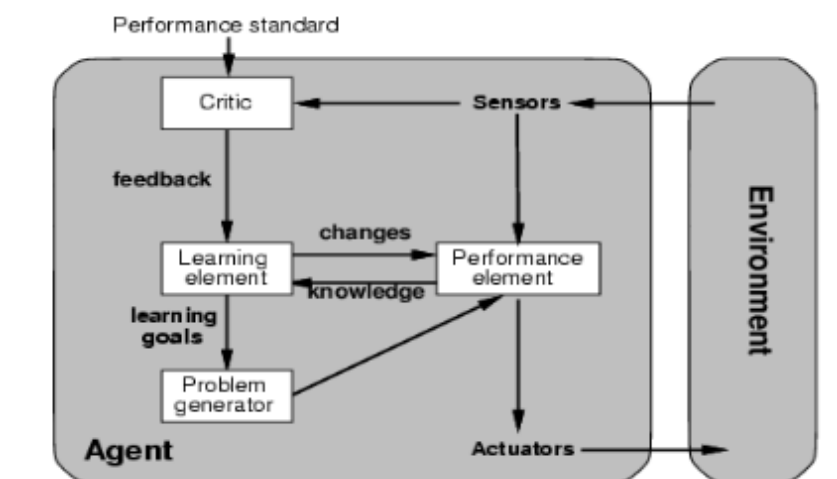 Performance standard
Critic
Sensors
feedback
changes
Learning
element
Performance
element
knowledge
learning
goals
Problem
generator
Agent
Actuators
Environment